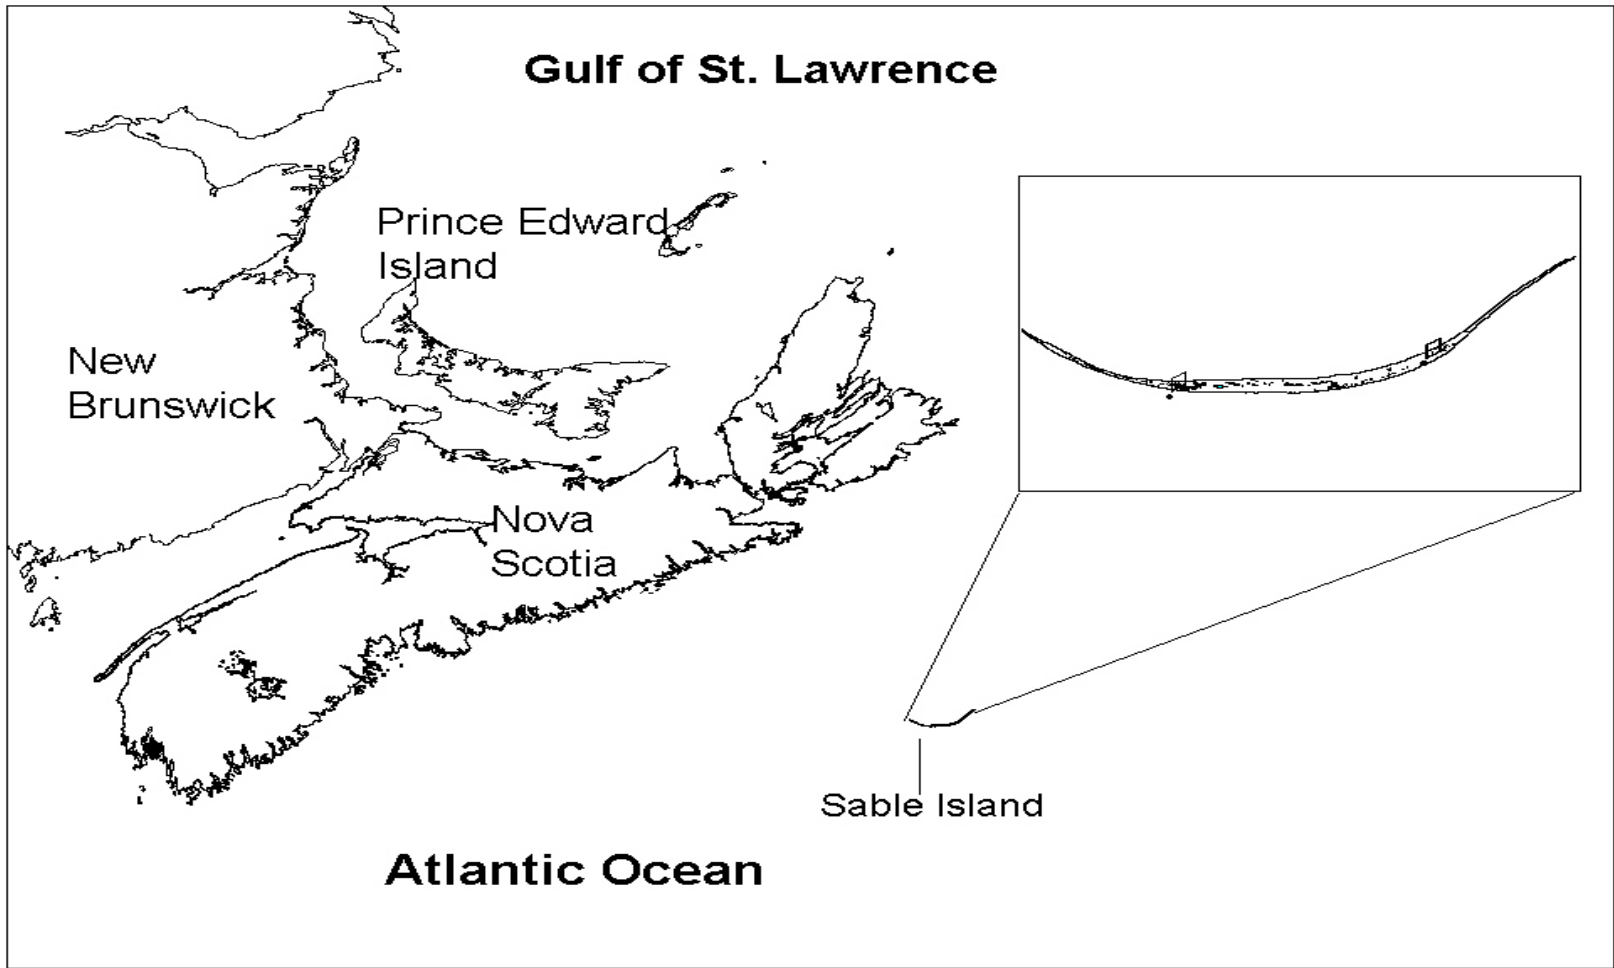 Gulf of St. Lawrence
Prince Edward
Island
New
Brunswick
Nova
Scotia
Sable Island
Atlantic Ocean